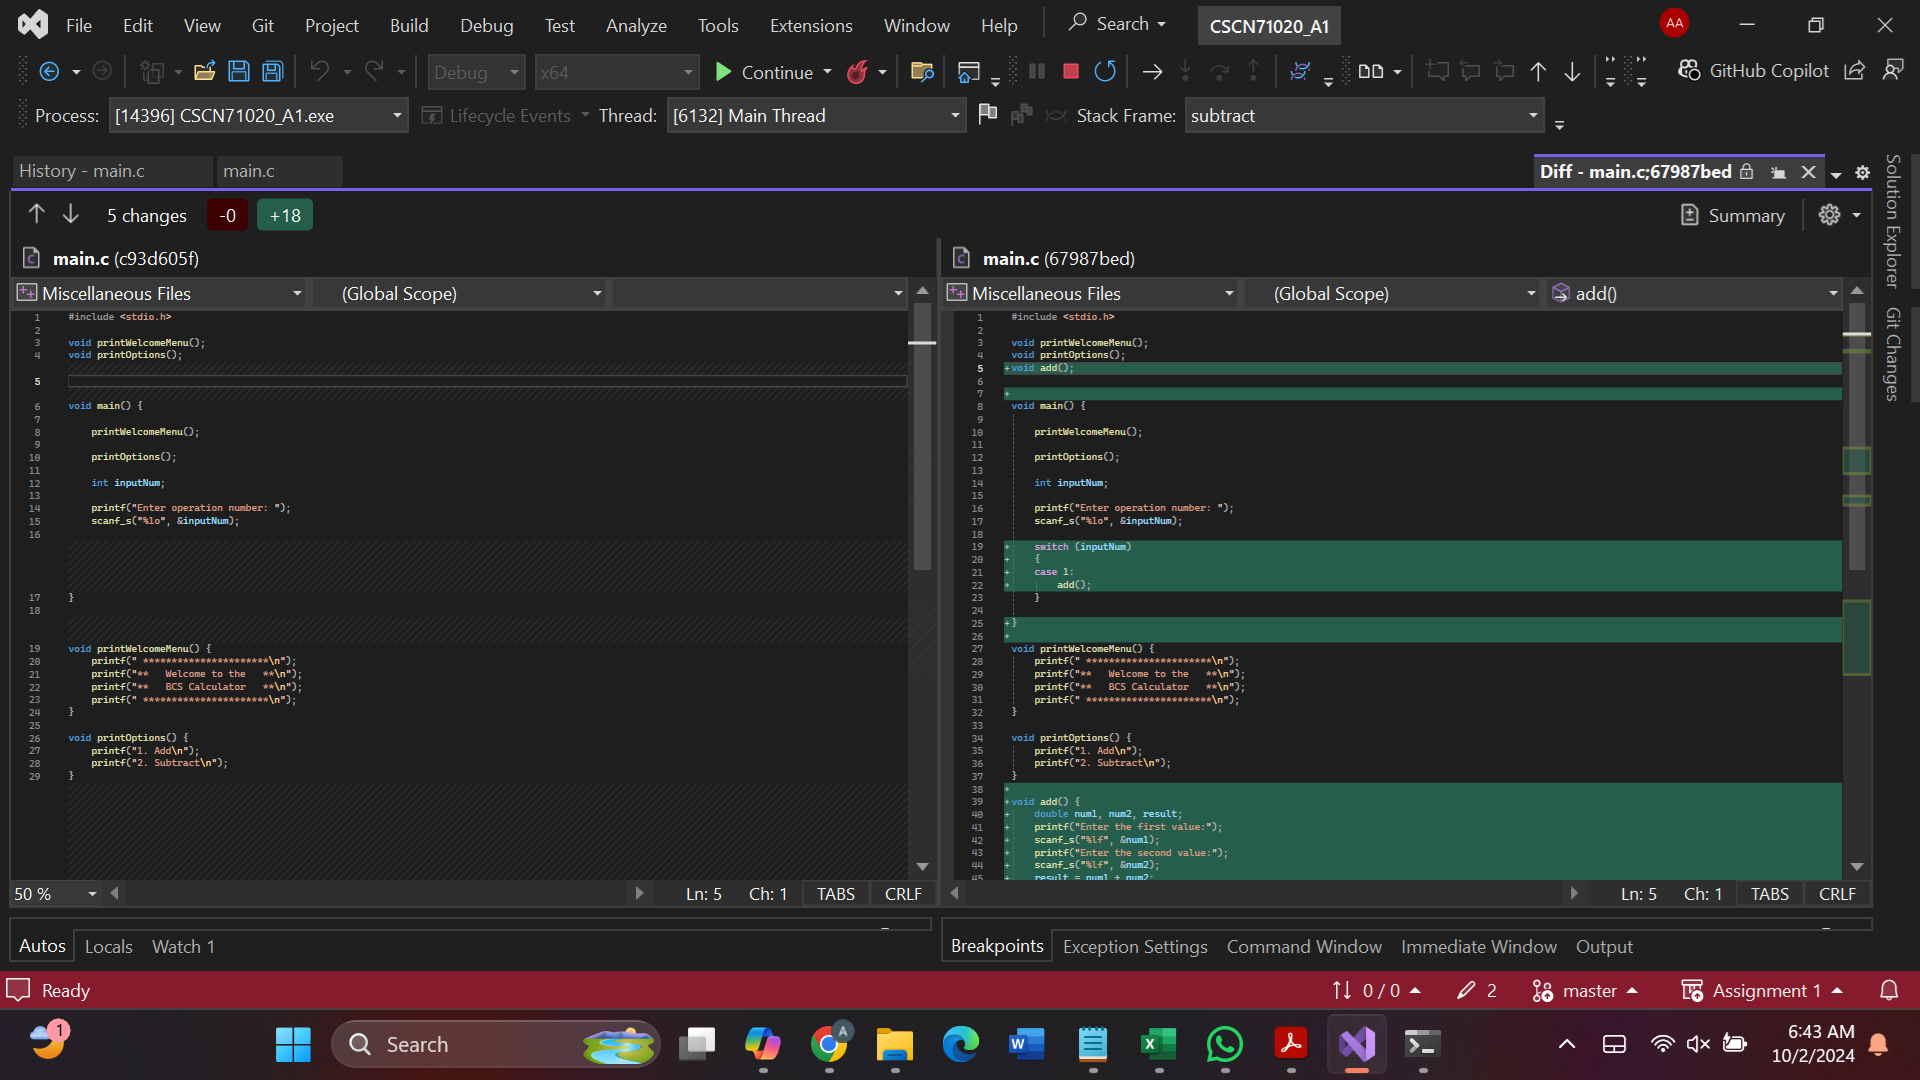 File Edit View Git Project Build Debug Test Analyze Tools Extensions Window Help Search CSCN71020_A1 AA
Debug x64 Continue GitHub Copilot
Process: [14396] CSCN71020_A1.exe Lifecycle Events Thread: [6132] Main Thread Stack Frame: subtract
History - main.c main.c Diff - main.c;67987bed
5 changes -0 +18 Summary
Solution Explorer
Git Changes
main.c (c93d605f)
Miscellaneous Files (Global Scope)
1 #include <stdio.h>
2
3 void printWelcomeMenu();
4 void printOptions();
5
6 void main() {
7
8 printWelcomeMenu();
9
10 printOptions();
11
12 int inputNum;
13
14 printf("Enter operation number: ");
15 scanf_s("%1o", &inputNum);
16
17 }
18
19 void printWelcomeMenu() {
20 printf(" **********************\n");
21 printf("**   Welcome to the   **\n");
22 printf("**   BCS Calculator   **\n");
23 printf(" **********************\n");
24 }
25
26 void printOptions() {
27 printf("1. Add\n");
28 printf("2. Subtract\n");
29 }
50 % Ln: 5 Ch: 1 TABS CRLF
main.c (67987bed)
Miscellaneous Files (Global Scope) add()
1 #include <stdio.h>
2
3 void printWelcomeMenu();
4 void printOptions();
5 +void add();
6
7 +
8 void main() {
9
10 printWelcomeMenu();
11
12 printOptions();
13
14 int inputNum;
15
16 printf("Enter operation number: ");
17 scanf_s("%1o", &inputNum);
18
19 + switch (inputNum)
20 + {
21 + case 1:
22 + add();
23 }
24
25 +}
26 +
27 void printWelcomeMenu() {
28 printf(" **********************\n");
29 printf("**   Welcome to the   **\n");
30 printf("**   BCS Calculator   **\n");
31 printf(" **********************\n");
32 }
33
34 void printOptions() {
35 printf("1. Add\n");
36 printf("2. Subtract\n");
37 }
38 +
39 +void add() {
40 + double num1, num2, result;
41 + printf("Enter the first value:");
42 + scanf_s("%lf", &num1);
43 + printf("Enter the second value:");
44 + scanf_s("%lf", &num2);
45 + result = num1 + num2;
Ln: 5 Ch: 1 TABS CRLF
Autos Locals Watch 1
Breakpoints Exception Settings Command Window Immediate Window Output
Ready 0 / 0 2 master Assignment 1
1 Search A 6:43 AM
10/2/2024